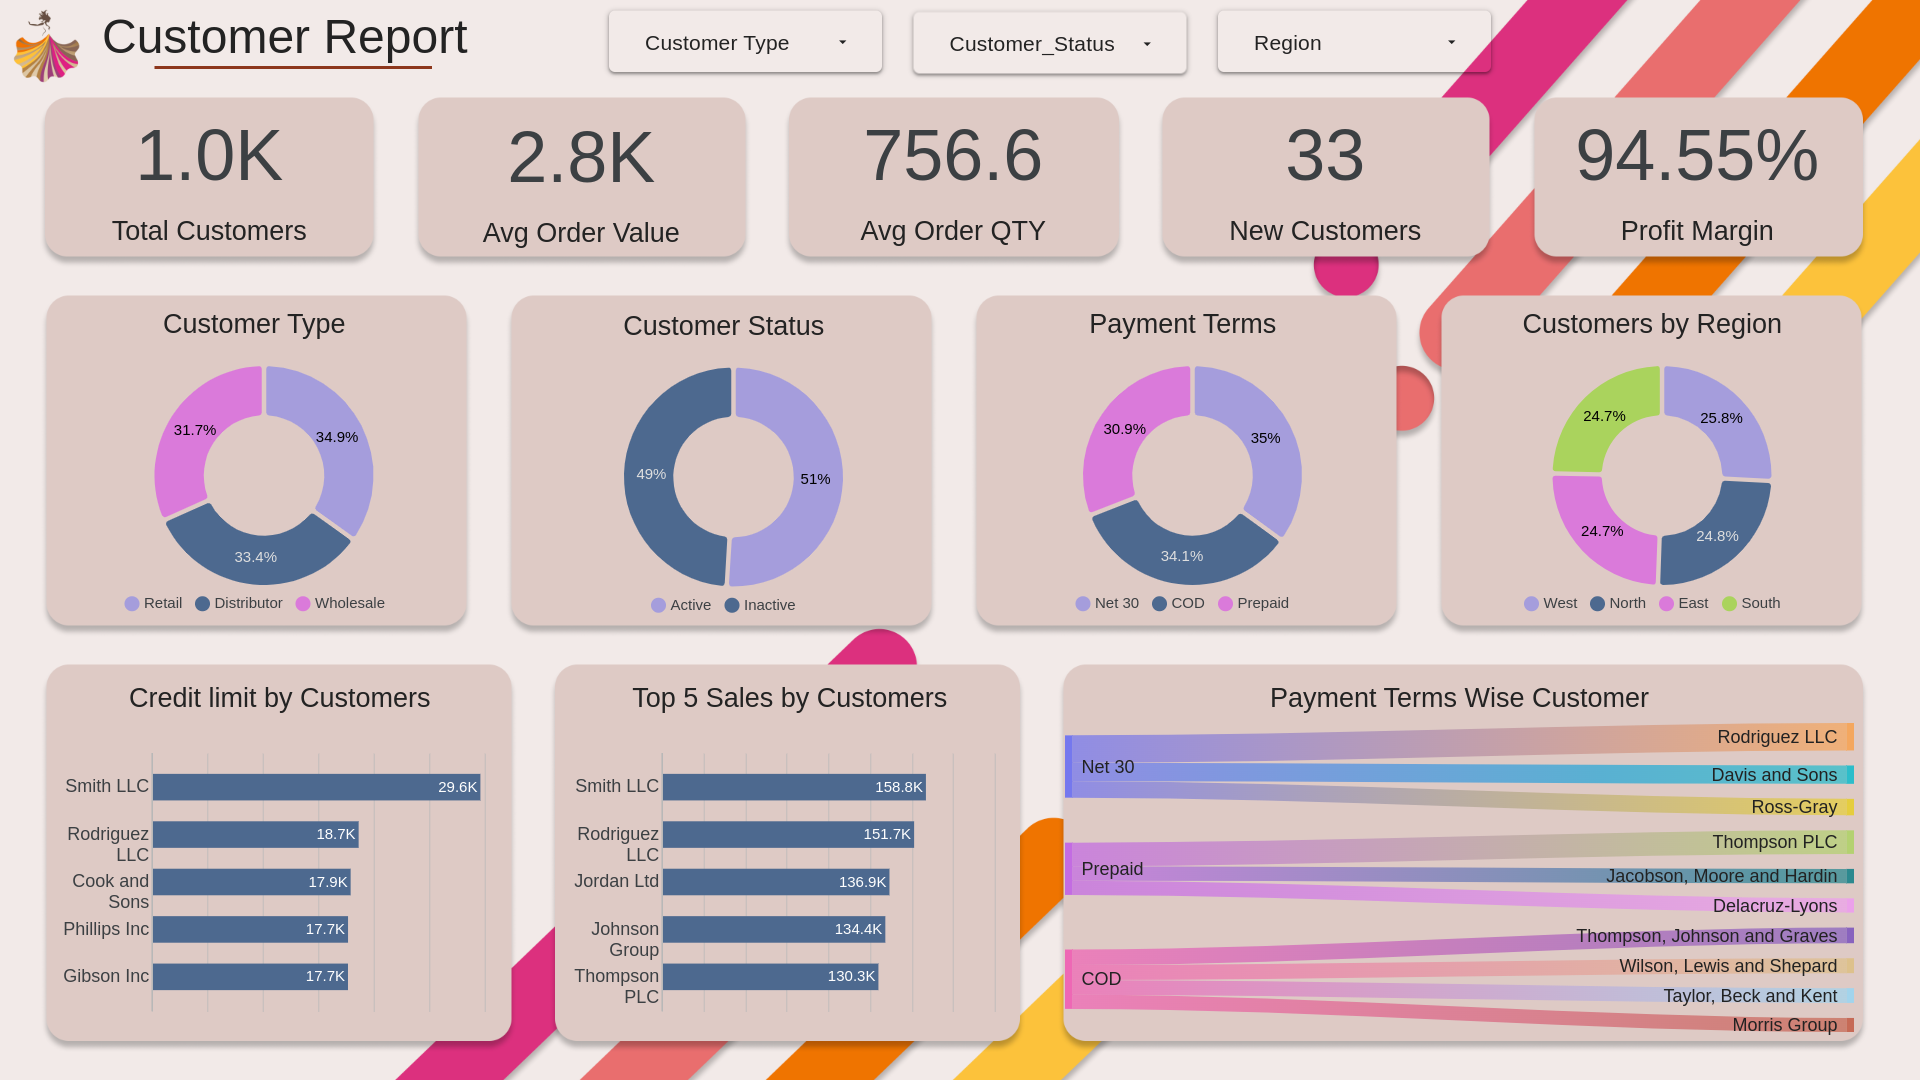 Customer Report
Customer Type
Customer_Status
Region
1.0K
Total Customers
2.8K
Avg Order Value
756.6
Avg Order QTY
33
New Customers
94.55%
Profit Margin
Customer Type
31.7%
34.9%
33.4%
Retail Distributor Wholesale
Customer Status
49%
51%
Active Inactive
Payment Terms
30.9%
35%
34.1%
Net 30 COD Prepaid
Customers by Region
24.7%
25.8%
24.7%
24.8%
West North East South
Credit limit by Customers
Smith LLC 29.6K
Rodriguez 18.7K
LLC
Cook and 17.9K
Sons
Phillips Inc 17.7K
Gibson Inc 17.7K
Top 5 Sales by Customers
Smith LLC 158.8K
Rodriguez 151.7K
LLC
Jordan Ltd 136.9K
Johnson 134.4K
Group
Thompson 130.3K
PLC
Payment Terms Wise Customer
Net 30
Prepaid
COD
Rodriguez LLC
Davis and Sons
Ross-Gray
Thompson PLC
Jacobson, Moore and Hardin
Delacruz-Lyons
Thompson, Johnson and Graves
Wilson, Lewis and Shepard
Taylor, Beck and Kent
Morris Group